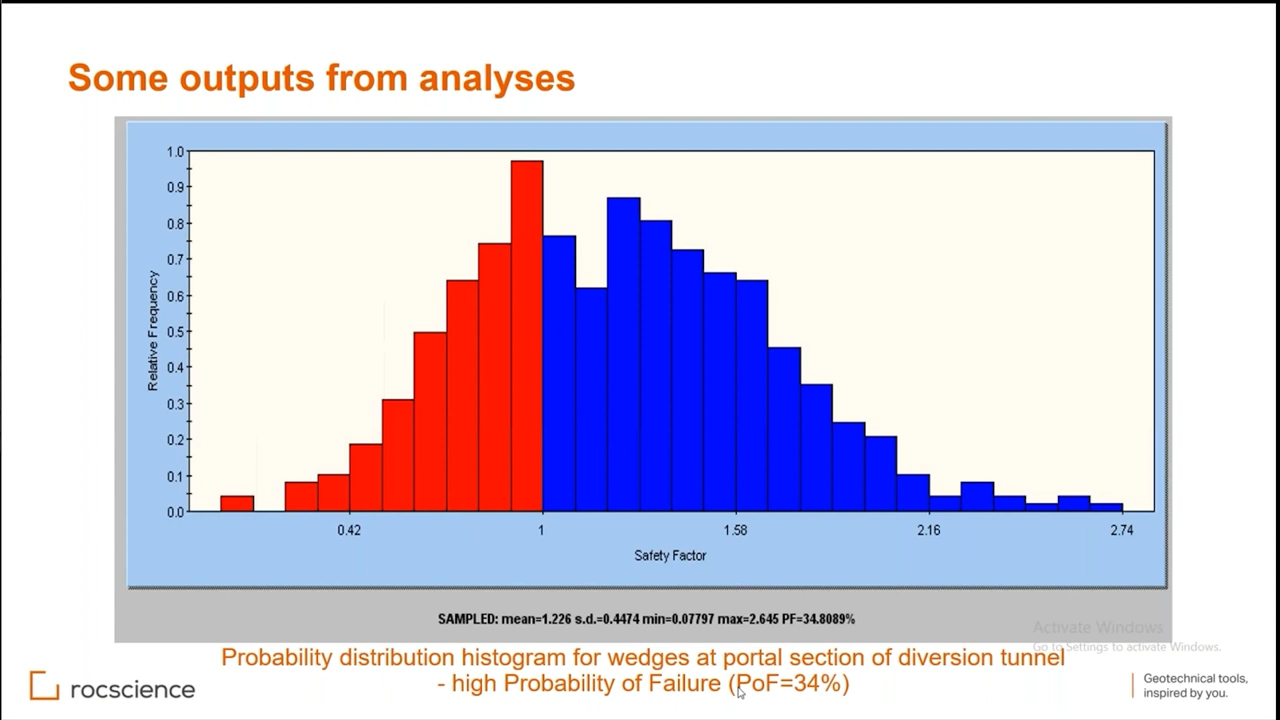 Some outputs from analyses
1.0
0.9
0.8
0.7
0.6
0.5
0.4
0.3
0.2
0.1
0.0
Relative Frequency
0.42 1 1.58 2.16 2.74
Safety Factor
SAMPLED: mean=1.226 s.d.=0.4474 min=0.07797 max=2.645 PF=34.8089%
Activate Windows
Go to Settings to activate Windows.
Probability distribution histogram for wedges at portal section of diversion tunnel
- high Probability of Failure (PoF=34%)
rocscience
Geotechnical tools,
inspired by you.